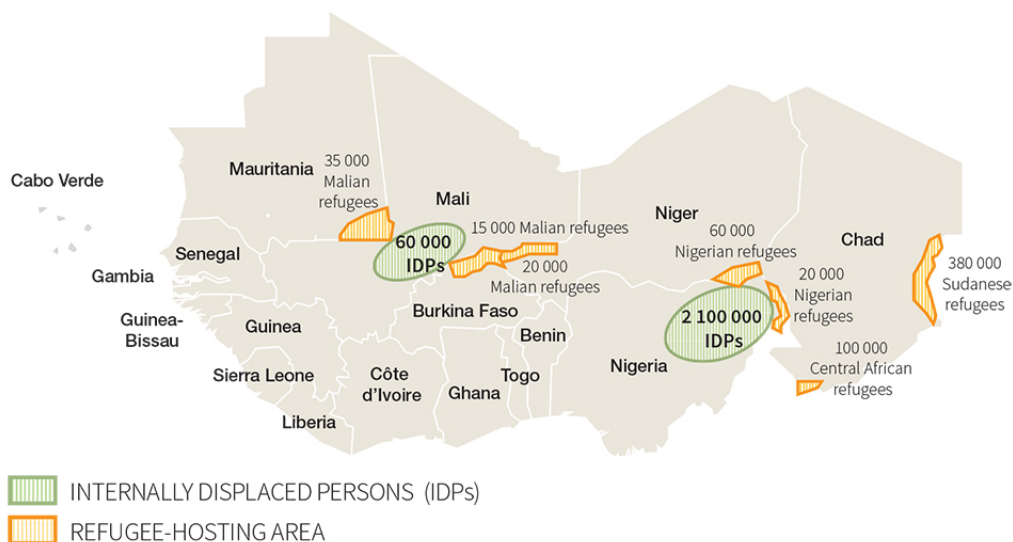 Cabo Verde
Mauritania
35 000
Malian
refugees
Mali
60 000
IDPs
15 000 Malian refugees
20 000
Malian refugees
Niger
60 000
Nigerian refugees
Chad
20 000
Nigerian
refugees
380 000
Sudanese
refugees
2 100 000
IDPs
100 000
Central African
refugees
Senegal
Gambia
Guinea-
Bissau
Guinea
Sierra Leone
Liberia
Côte
d'Ivoire
Burkina Faso
Ghana
Togo
Benin
Nigeria
INTERNALLY DISPLACED PERSONS (IDPs)
REFUGEE-HOSTING AREA